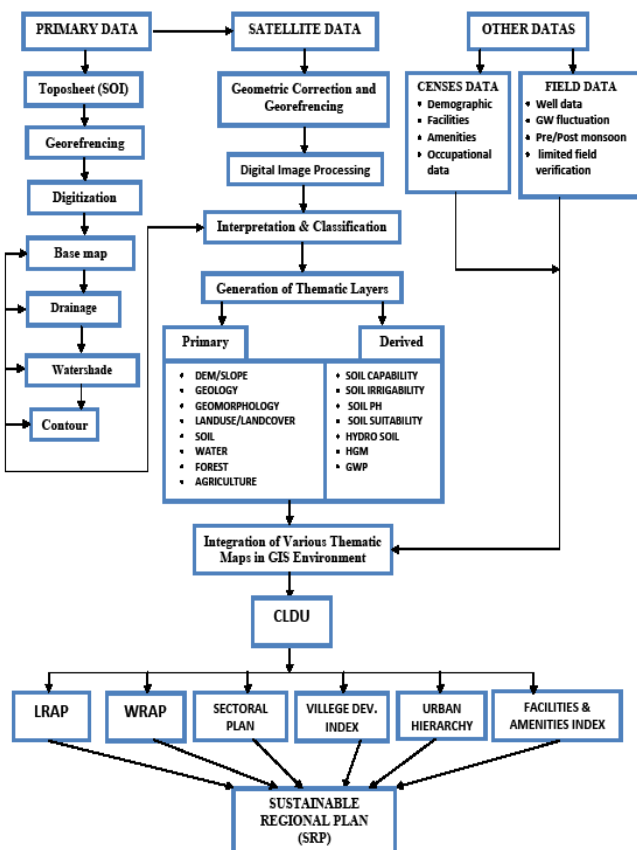 PRIMARY DATA
SATELLITE DATA
OTHER DATAS
Toposheet (SOI)
Georefrencing
Digitization
Base map
Drainage
Watershade
Contour
Geometric Correction and
Georefrencing
Digital Image Processing
Interpretation & Classification
Generation of Thematic Layers
Primary
• DEM/SLOPE
• GEOLOGY
• GEOMORPHOLOGY
• LANDUSE/LANDCOVER
• SOIL
• WATER
• FOREST
• AGRICULTURE
Derived
• SOIL CAPABILITY
• SOIL IRRIGABILITY
• SOIL PH
• SOIL SUITABILITY
• HYDRO SOIL
• HGM
• GWP
CENSES DATA
• Demographic
• Facilities
• Amenities
• Occupational
data
FIELD DATA
• Well data
• GW fluctuation
• Pre/Post monsoon
• limited field
verification
Integration of Various Thematic
Maps in GIS Environment
CLDU
LRAP
WRAP
SECTORAL
PLAN
VILLEGE DEV.
INDEX
URBAN
HIERARCHY
FACILITIES &
AMENITIES INDEX
SUSTAINABLE
REGIONAL PLAN
(SRP)